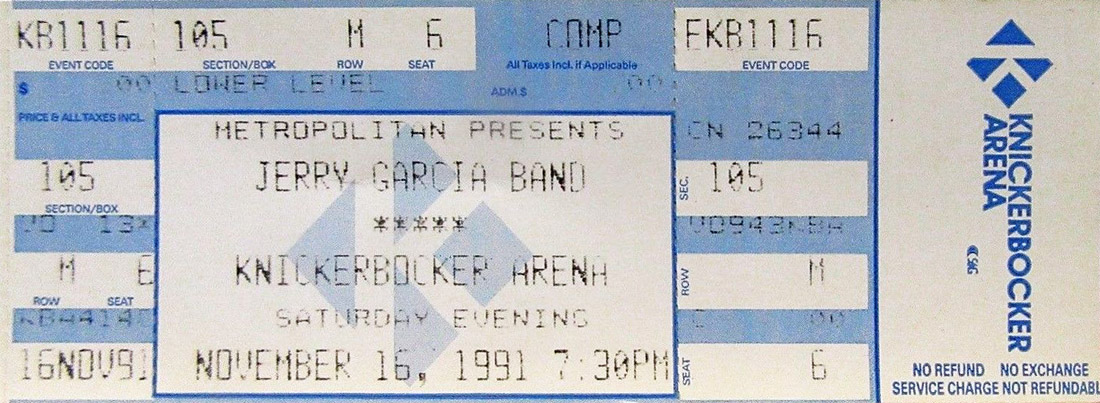 KB1116 105 M 6 COMP EKB1116
EVENT CODE SECTION/BOX ROW SEAT All Taxes Incl. if Applicable EVENT CODE
$ 00 LOWER LEVEL ADM $ 00
PRICE & ALL TAXES INCL.
METROPOLITAN PRESENTS CN 26344
105 JERRY GARCIA BAND SEC. 105
SECTION/BOX
*****
M 6 KNICKERBOCKER ARENA ROW M
ROW SEAT
SATURDAY EVENING
16NOV91 NOVEMBER 16, 1991 7:30PM SEAT 6
KNICKERBOCKER
ARENA
NO REFUND NO EXCHANGE
SERVICE CHARGE NOT REFUNDABL